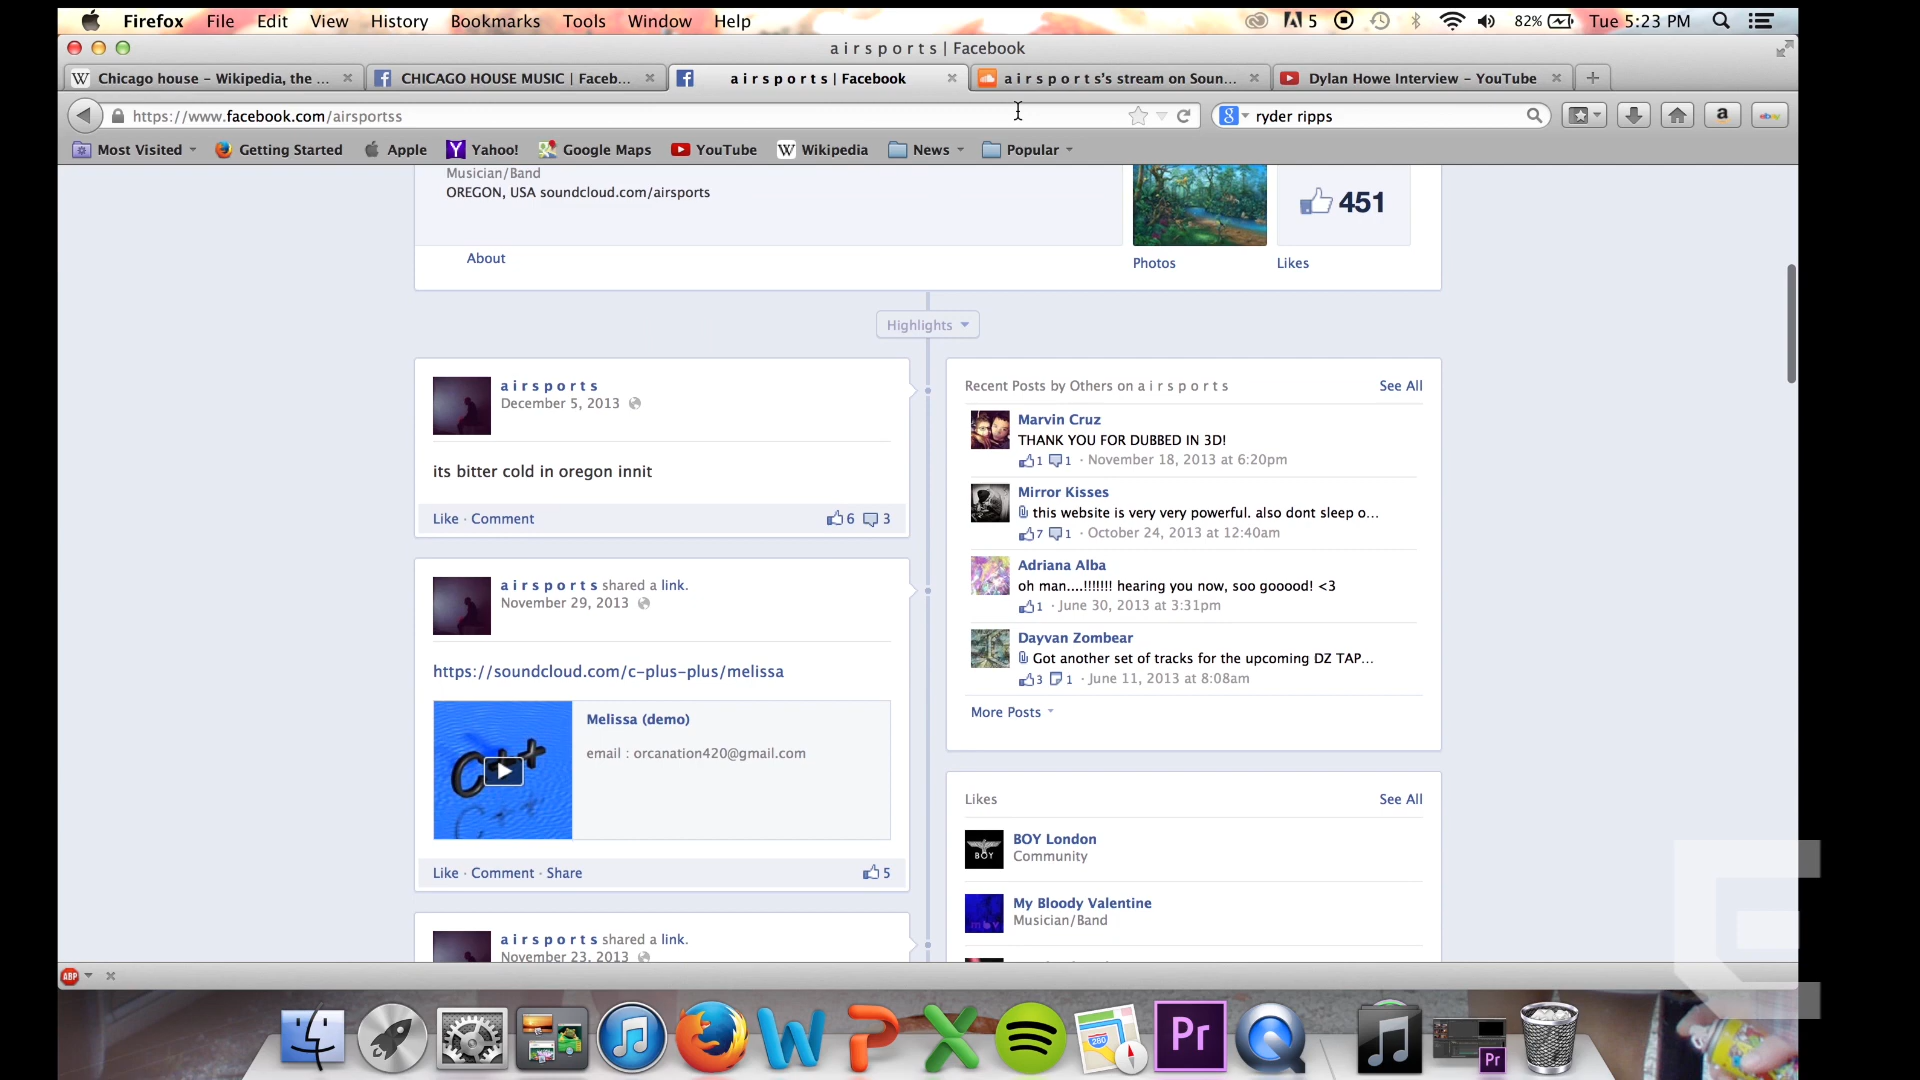 Firefox File Edit View History Bookmarks Tools Window Help 5 82% Tue 5:23 PM
a i r s p o r t s | Facebook
Chicago house – Wikipedia, the ... CHICAGO HOUSE MUSIC | Faceb... a i r s p o r t s | Facebook a i r s p o r t s's stream on Soun... Dylan Howe Interview – YouTube
https://www.facebook.com/airsportss ryder ripps
Most Visited Getting Started Apple Yahoo! Google Maps YouTube Wikipedia News Popular
Musician/Band
OREGON, USA soundcloud.com/airsports
451
About
Photos
Likes
Highlights
a i r s p o r t s
December 5, 2013
its bitter cold in oregon innit
Like · Comment 6 3
a i r s p o r t s shared a link.
November 29, 2013
https://soundcloud.com/c-plus-plus/melissa
C++
Melissa (demo)
email : orcanation420@gmail.com
Like · Comment · Share 5
a i r s p o r t s shared a link.
November 23, 2013
Recent Posts by Others on a i r s p o r t s See All
Marvin Cruz
THANK YOU FOR DUBBED IN 3D!
1 1 · November 18, 2013 at 6:20pm
Mirror Kisses
this website is very very powerful. also dont sleep o...
7 1 · October 24, 2013 at 12:40am
Adriana Alba
oh man....!!!!!!! hearing you now, soo gooood! <3
1 · June 30, 2013 at 3:31pm
Dayvan Zombear
Got another set of tracks for the upcoming DZ TAP...
3 1 · June 11, 2013 at 8:08am
More Posts
Likes See All
BOY
BOY London
Community
mbv
My Bloody Valentine
Musician/Band
ABP
280
Pr
Pr